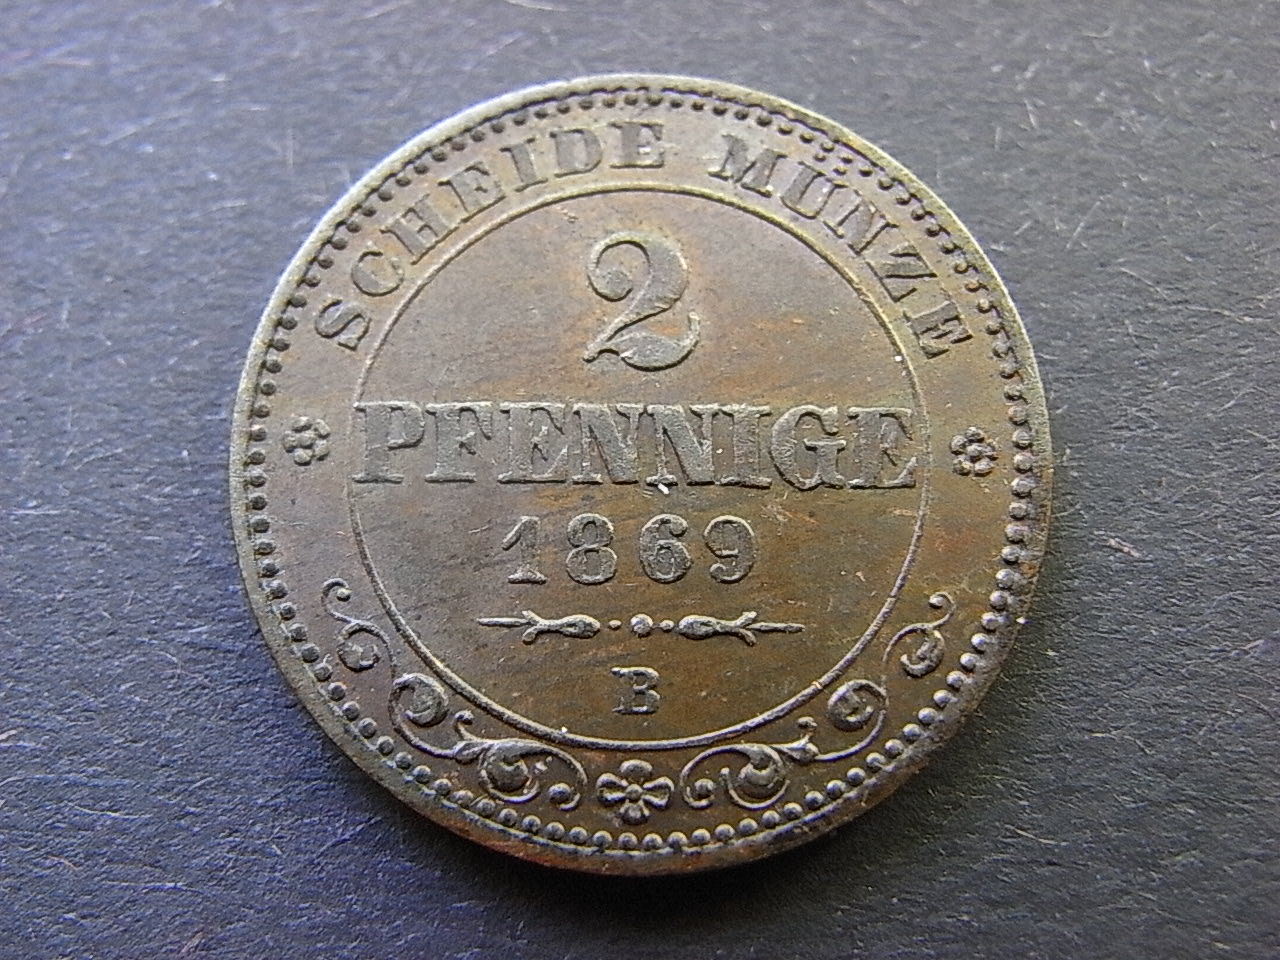 SCHEIDE MÜNZE
2
PFENNIGE
1869
B